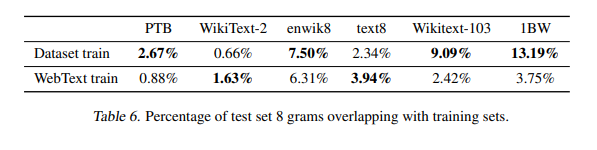 PTB WikiText-2 enwik8 text8 Wikitext-103 1BW
Dataset train 2.67% 0.66% 7.50% 2.34% 9.09% 13.19%
WebText train 0.88% 1.63% 6.31% 3.94% 2.42% 3.75%
Table 6. Percentage of test set 8 grams overlapping with training sets.